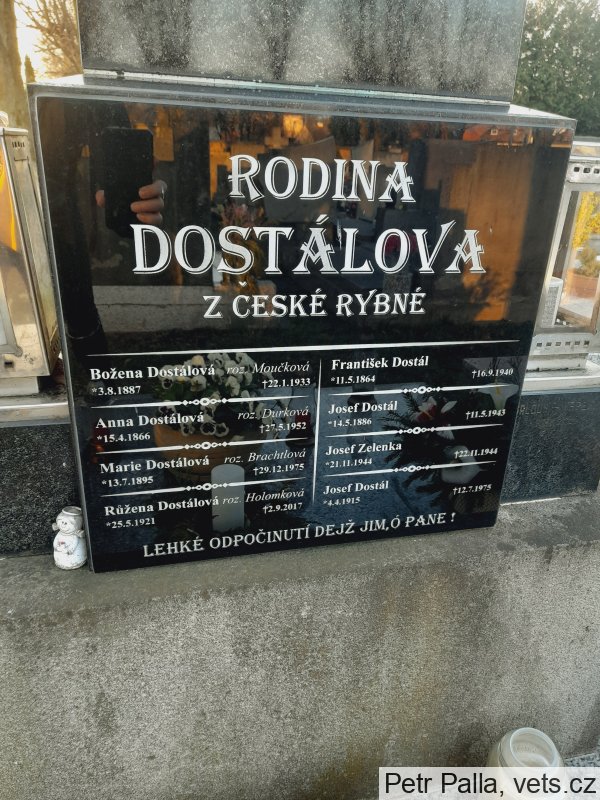 RODINA
DOSTÁLOVA
Z ČESKÉ RYBNÉ
Božena Dostálová roz. Moučková
*3.8.1887 †22.1.1933
Anna Dostálová roz. Ďurková
*15.4.1866 †27.5.1952
Marie Dostálová roz. Brachtlová
*13.7.1895 †29.12.1975
Růžena Dostálová roz. Holomková
*25.5.1921 †2.9.2017
František Dostál
*11.5.1864 †16.9.1940
Josef Dostál
*14.5.1886 †11.5.1943
Josef Zelenka
*21.11.1944 †22.11.1944
Josef Dostál
*4.4.1915 †12.7.1975
LEHKÉ ODPOČINUTÍ DEJŽ JIM,Ó PANE !
Petr Palla, vets.cz